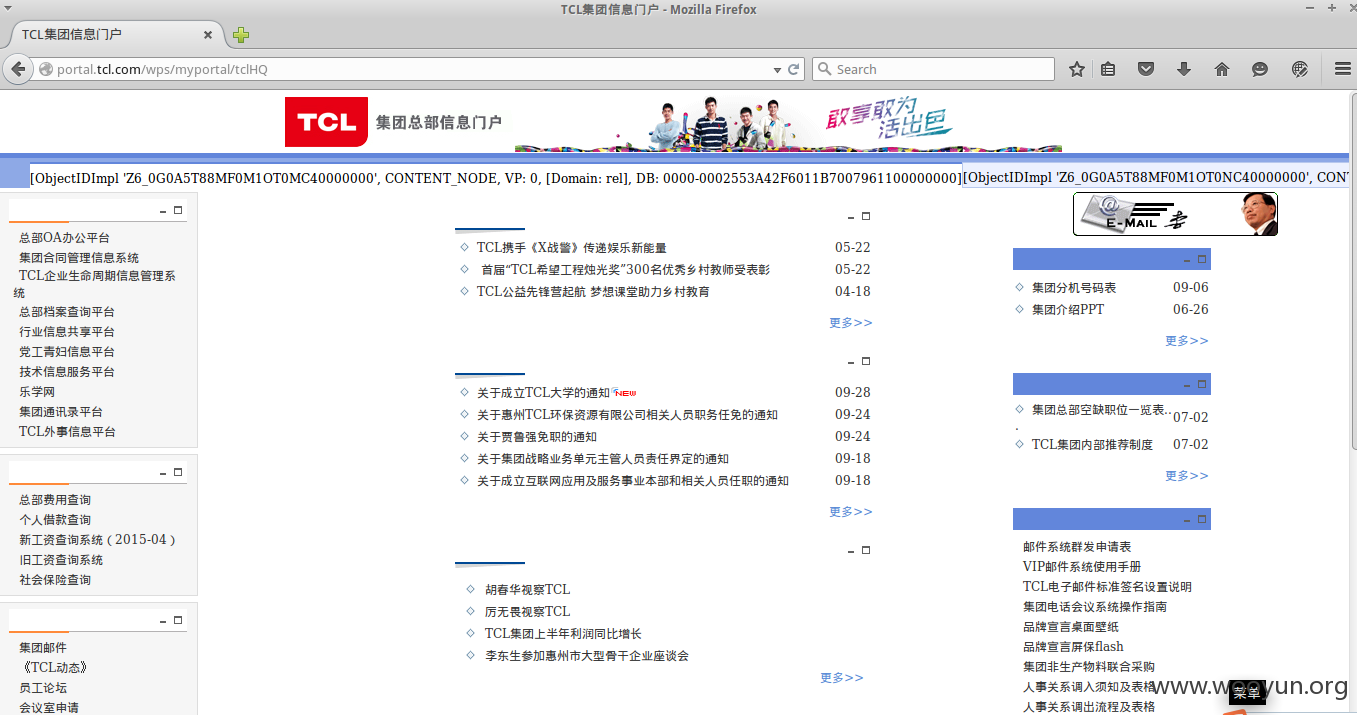 TCL集团信息门户 - Mozilla Firefox
TCL集团信息门户
portal.tcl.com/wps/myportal/tclHQ
Search
TCL 集团总部信息门户
敢享敢为
活出色
[ObjectIDImpl 'Z6_0G0A5T88MF0M1OT0MC40000000', CONTENT_NODE, VP: 0, [Domain: rel], DB: 0000-0002553A42F6011B7007961100000000][ObjectIDImpl 'Z6_0G0A5T88MF0M1OT0NC40000000', CONT
总部OA办公平台
集团合同管理信息系统
TCL企业生命周期信息管理系
统
总部档案查询平台
行业信息共享平台
党工青妇信息平台
技术信息服务平台
乐学网
集团通讯录平台
TCL外事信息平台
总部费用查询
个人借款查询
新工资查询系统（2015-04）
旧工资查询系统
社会保险查询
集团邮件
《TCL动态》
员工论坛
会议室申请
TCL携手《X战警》传递娱乐新能量 05-22
首届“TCL希望工程烛光奖”300名优秀乡村教师受表彰 05-22
TCL公益先锋营起航 梦想课堂助力乡村教育 04-18
更多>>
关于成立TCL大学的通知 NEW 09-28
关于惠州TCL环保资源有限公司相关人员职务任免的通知 09-24
关于贾鲁强免职的通知 09-24
关于集团战略业务单元主管人员责任界定的通知 09-18
关于成立互联网应用及服务事业本部和相关人员任职的通知 09-18
更多>>
胡春华视察TCL
厉无畏视察TCL
TCL集团上半年利润同比增长
李东生参加惠州市大型骨干企业座谈会
更多>>
@
E-MAIL
集团分机号码表 09-06
集团介绍PPT 06-26
更多>>
集团总部空缺职位一览表..
. 07-02
TCL集团内部推荐制度 07-02
更多>>
邮件系统群发申请表
VIP邮件系统使用手册
TCL电子邮件标准签名设置说明
集团电话会议系统操作指南
品牌宣言桌面壁纸
品牌宣言屏保flash
集团非生产物料联合采购
人事关系调入须知及表格
人事关系调出流程及表格
www.wooyun.org
菜单